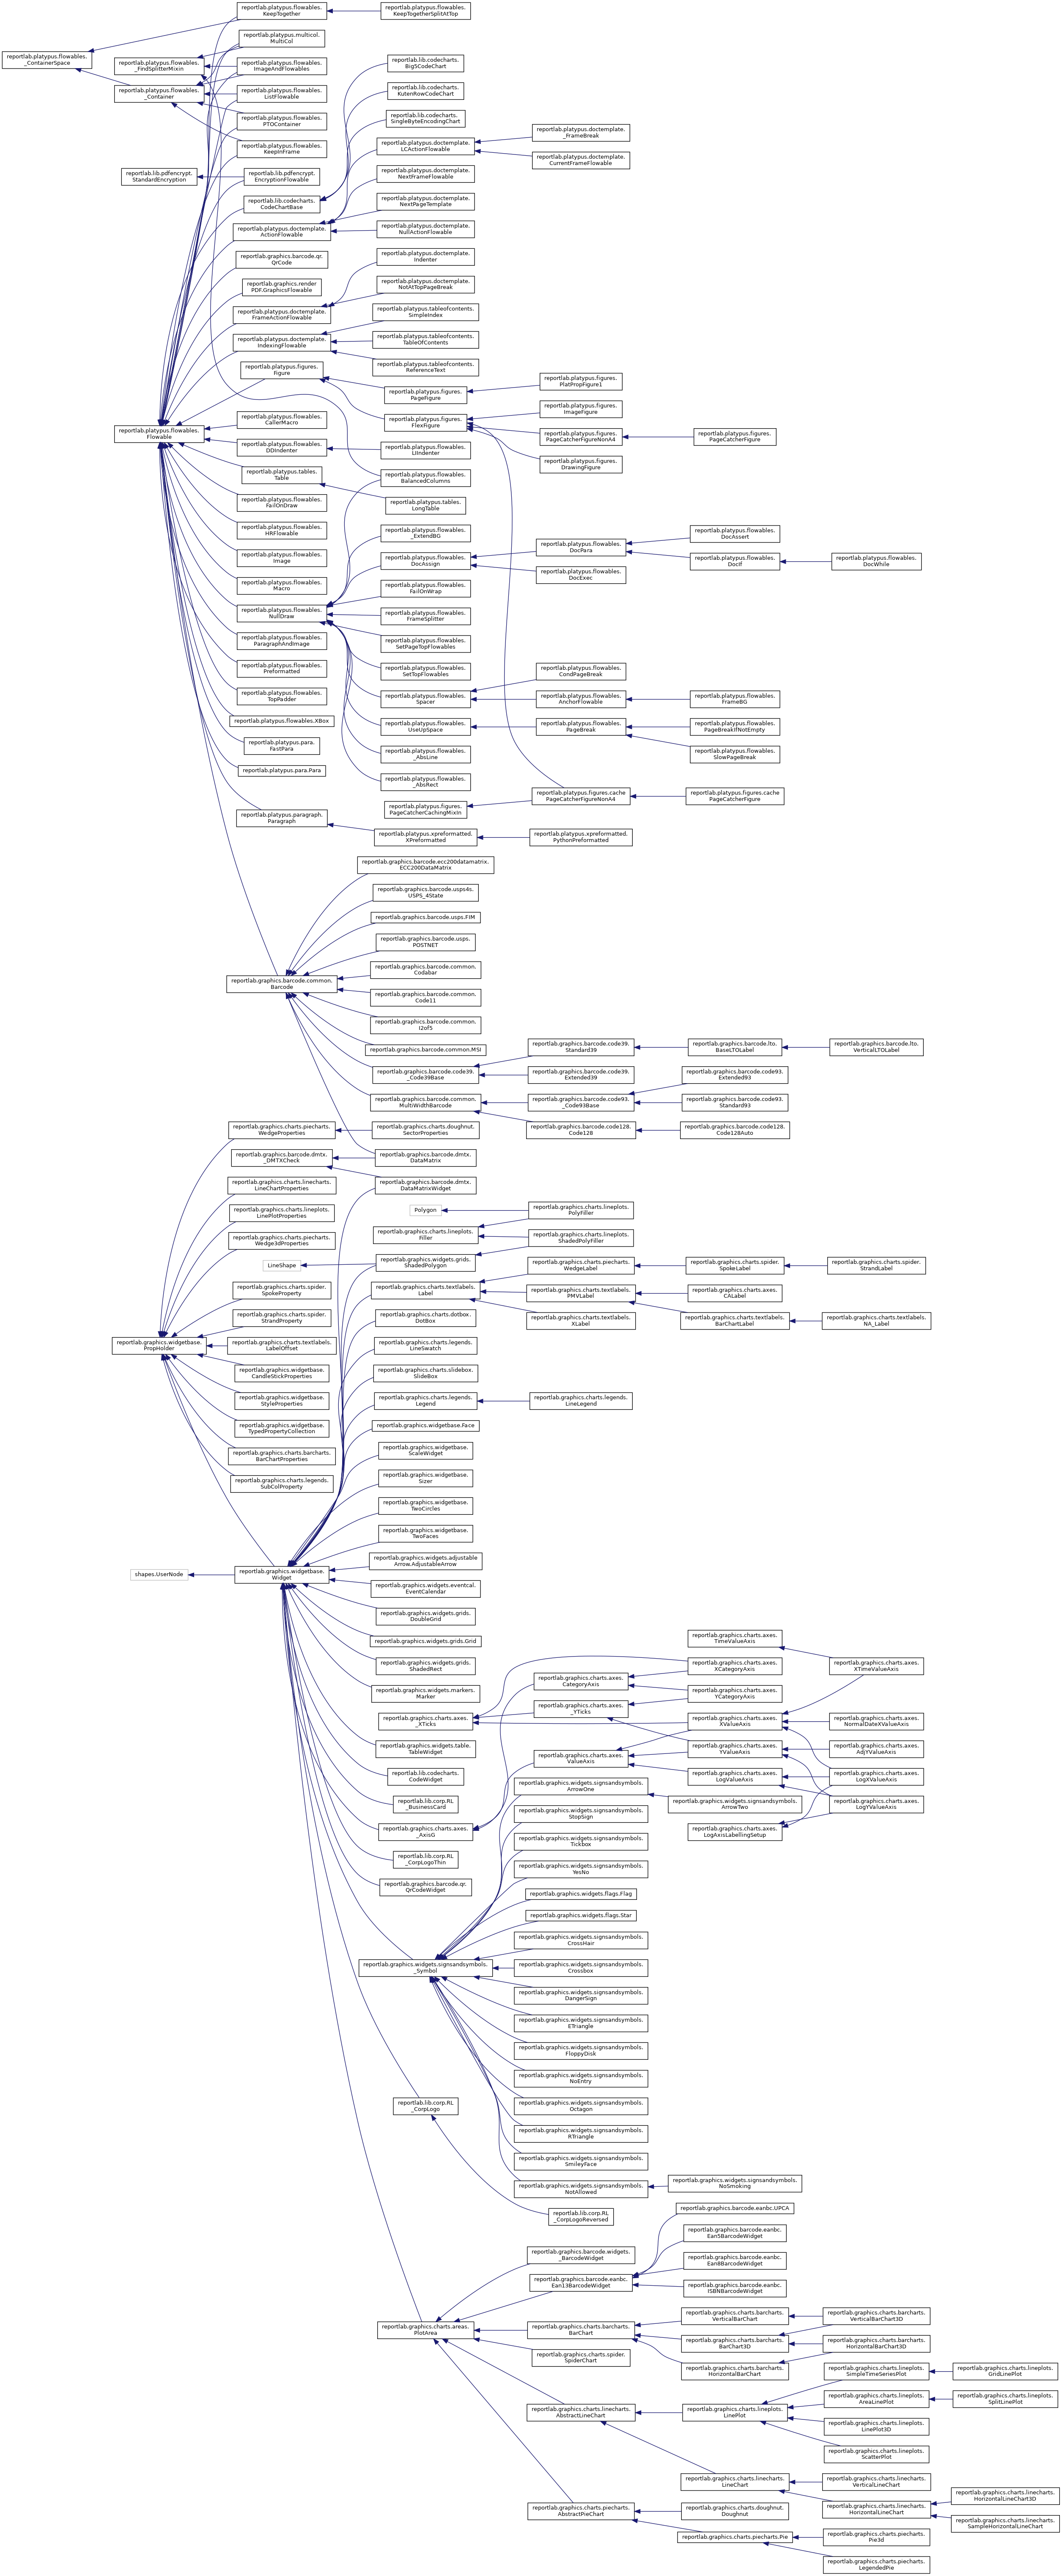 reportlab.platypus.flowables.
KeepTogether
reportlab.platypus.flowables.
KeepTogetherSplitAtTop
reportlab.platypus.multicol.
MultiCol
reportlab.platypus.flowables.
_ContainerSpace
reportlab.platypus.flowables.
_FindSplitterMixin
reportlab.platypus.flowables.
ImageAndFlowables
reportlab.lib.codecharts.
Big5CodeChart
reportlab.platypus.flowables.
_Container
reportlab.platypus.flowables.
ListFlowable
reportlab.lib.codecharts.
KutenRowCodeChart
reportlab.platypus.flowables.
PTOContainer
reportlab.lib.codecharts.
SingleByteEncodingChart
reportlab.platypus.doctemplate.
_FrameBreak
reportlab.platypus.flowables.
KeepInFrame
reportlab.platypus.doctemplate.
LCActionFlowable
reportlab.platypus.doctemplate.
CurrentFrameFlowable
reportlab.lib.pdfencrypt.
StandardEncryption
reportlab.lib.pdfencrypt.
EncryptionFlowable
reportlab.platypus.doctemplate.
NextFrameFlowable
reportlab.lib.codecharts.
CodeChartBase
reportlab.platypus.doctemplate.
NextPageTemplate
reportlab.platypus.doctemplate.
ActionFlowable
reportlab.platypus.doctemplate.
NullActionFlowable
reportlab.graphics.barcode.qr.
QrCode
reportlab.platypus.doctemplate.
Indenter
reportlab.graphics.render
PDF.GraphicsFlowable
reportlab.platypus.doctemplate.
NotAtTopPageBreak
reportlab.platypus.doctemplate.
FrameActionFlowable
reportlab.platypus.tableofcontents.
SimpleIndex
reportlab.platypus.doctemplate.
IndexingFlowable
reportlab.platypus.tableofcontents.
TableOfContents
reportlab.platypus.tableofcontents.
ReferenceText
reportlab.platypus.figures.
Figure
reportlab.platypus.figures.
PageFigure
reportlab.platypus.figures.
PlatPropFigure1
reportlab.platypus.flowables.
Flowable
reportlab.platypus.flowables.
CallerMacro
reportlab.platypus.figures.
FlexFigure
reportlab.platypus.figures.
ImageFigure
reportlab.platypus.figures.
PageCatcherFigureNonA4
reportlab.platypus.figures.
PageCatcherFigure
reportlab.platypus.flowables.
DDIndenter
reportlab.platypus.flowables.
LIIndenter
reportlab.platypus.figures.
DrawingFigure
reportlab.platypus.tables.
Table
reportlab.platypus.flowables.
BalancedColumns
reportlab.platypus.flowables.
FailOnDraw
reportlab.platypus.tables.
LongTable
reportlab.platypus.flowables.
HRFlowable
reportlab.platypus.flowables.
_ExtendBG
reportlab.platypus.flowables.
DocAssert
reportlab.platypus.flowables.
Image
reportlab.platypus.flowables.
DocAssign
reportlab.platypus.flowables.
DocPara
reportlab.platypus.flowables.
DocIf
reportlab.platypus.flowables.
DocWhile
reportlab.platypus.flowables.
Macro
reportlab.platypus.flowables.
FailOnWrap
reportlab.platypus.flowables.
DocExec
reportlab.platypus.flowables.
NullDraw
reportlab.platypus.flowables.
FrameSplitter
reportlab.platypus.flowables.
ParagraphAndImage
reportlab.platypus.flowables.
SetPageTopFlowables
reportlab.platypus.flowables.
Preformatted
reportlab.platypus.flowables.
SetTopFlowables
reportlab.platypus.flowables.
CondPageBreak
reportlab.platypus.flowables.
TopPadder
reportlab.platypus.flowables.
Spacer
reportlab.platypus.flowables.
AnchorFlowable
reportlab.platypus.flowables.
FrameBG
reportlab.platypus.flowables.XBox
reportlab.platypus.flowables.
UseUpSpace
reportlab.platypus.flowables.
PageBreak
reportlab.platypus.flowables.
PageBreakIfNotEmpty
reportlab.platypus.para.
FastPara
reportlab.platypus.flowables.
_AbsLine
reportlab.platypus.flowables.
SlowPageBreak
reportlab.platypus.para.Para
reportlab.platypus.flowables.
_AbsRect
reportlab.platypus.paragraph.
Paragraph
reportlab.platypus.figures.
PageCatcherCachingMixIn
reportlab.platypus.figures.cache
PageCatcherFigureNonA4
reportlab.platypus.figures.cache
PageCatcherFigure
reportlab.platypus.xpreformatted.
XPreformatted
reportlab.platypus.xpreformatted.
PythonPreformatted
reportlab.graphics.barcode.ecc200datamatrix.
ECC200DataMatrix
reportlab.graphics.barcode.usps4s.
USPS_4State
reportlab.graphics.barcode.usps.FIM
reportlab.graphics.barcode.usps.
POSTNET
reportlab.graphics.barcode.common.
Barcode
reportlab.graphics.barcode.common.
Codabar
reportlab.graphics.barcode.common.
Code11
reportlab.graphics.barcode.common.
I2of5
reportlab.graphics.barcode.common.MSI
reportlab.graphics.barcode.code39.
_Code39Base
reportlab.graphics.barcode.code39.
Standard39
reportlab.graphics.barcode.lto.
BaseLTOLabel
reportlab.graphics.barcode.lto.
VerticalLTOLabel
reportlab.graphics.barcode.code39.
Extended39
reportlab.graphics.barcode.code93.
Extended93
reportlab.graphics.barcode.common.
MultiWidthBarcode
reportlab.graphics.barcode.code93.
_Code93Base
reportlab.graphics.barcode.code93.
Standard93
reportlab.graphics.charts.piecharts.
WedgeProperties
reportlab.graphics.charts.doughnut.
SectorProperties
reportlab.graphics.barcode.code128.
Code128
reportlab.graphics.barcode.code128.
Code128Auto
reportlab.graphics.barcode.dmtx.
_DMTXCheck
reportlab.graphics.barcode.dmtx.
DataMatrix
reportlab.graphics.charts.linecharts.
LineChartProperties
reportlab.graphics.barcode.dmtx.
DataMatrixWidget
reportlab.graphics.charts.lineplots.
LinePlotProperties
Polygon
reportlab.graphics.charts.lineplots.
PolyFiller
reportlab.graphics.charts.piecharts.
Wedge3dProperties
reportlab.graphics.charts.lineplots.
Filler
reportlab.graphics.charts.lineplots.
ShadedPolyFiller
LineShape
reportlab.graphics.widgets.grids.
ShadedPolygon
reportlab.graphics.charts.piecharts.
WedgeLabel
reportlab.graphics.charts.spider.
SpokeLabel
reportlab.graphics.charts.spider.
StrandLabel
reportlab.graphics.charts.spider.
SpokeProperty
reportlab.graphics.charts.textlabels.
Label
reportlab.graphics.charts.textlabels.
PMVLabel
reportlab.graphics.charts.axes.
CALabel
reportlab.graphics.charts.spider.
StrandProperty
reportlab.graphics.charts.dotbox.
DotBox
reportlab.graphics.charts.textlabels.
XLabel
reportlab.graphics.charts.textlabels.
BarChartLabel
reportlab.graphics.charts.textlabels.
NA_Label
reportlab.graphics.widgetbase.
PropHolder
reportlab.graphics.charts.textlabels.
LabelOffset
reportlab.graphics.charts.legends.
LineSwatch
reportlab.graphics.widgetbase.
CandleStickProperties
reportlab.graphics.charts.slidebox.
SlideBox
reportlab.graphics.widgetbase.
StyleProperties
reportlab.graphics.charts.legends.
Legend
reportlab.graphics.charts.legends.
LineLegend
reportlab.graphics.widgetbase.
TypedPropertyCollection
reportlab.graphics.widgetbase.Face
reportlab.graphics.charts.barcharts.
BarChartProperties
reportlab.graphics.widgetbase.
ScaleWidget
reportlab.graphics.charts.legends.
SubColProperty
reportlab.graphics.widgetbase.
Sizer
reportlab.graphics.widgetbase.
TwoCircles
reportlab.graphics.widgetbase.
TwoFaces
shapes.UserNode
reportlab.graphics.widgetbase.
Widget
reportlab.graphics.widgets.adjustable
Arrow.AdjustableArrow
reportlab.graphics.widgets.eventcal.
EventCalendar
reportlab.graphics.widgets.grids.
DoubleGrid
reportlab.graphics.widgets.grids.Grid
reportlab.graphics.charts.axes.
TimeValueAxis
reportlab.graphics.widgets.grids.
ShadedRect
reportlab.graphics.charts.axes.
XCategoryAxis
reportlab.graphics.charts.axes.
XTimeValueAxis
reportlab.graphics.charts.axes.
CategoryAxis
reportlab.graphics.widgets.markers.
Marker
reportlab.graphics.charts.axes.
YCategoryAxis
reportlab.graphics.charts.axes.
_XTicks
reportlab.graphics.charts.axes.
_YTicks
reportlab.graphics.charts.axes.
XValueAxis
reportlab.graphics.charts.axes.
NormalDateXValueAxis
reportlab.graphics.widgets.table.
TableWidget
reportlab.graphics.charts.axes.
ValueAxis
reportlab.graphics.charts.axes.
YValueAxis
reportlab.graphics.charts.axes.
AdjYValueAxis
reportlab.lib.codecharts.
CodeWidget
reportlab.graphics.charts.axes.
LogValueAxis
reportlab.graphics.charts.axes.
LogXValueAxis
reportlab.lib.corp.RL
_BusinessCard
reportlab.graphics.widgets.signsandsymbols.
ArrowOne
reportlab.graphics.widgets.signsandsymbols.
ArrowTwo
reportlab.graphics.charts.axes.
LogYValueAxis
reportlab.graphics.charts.axes.
_AxisG
reportlab.graphics.widgets.signsandsymbols.
StopSign
reportlab.graphics.charts.axes.
LogAxisLabellingSetup
reportlab.graphics.widgets.signsandsymbols.
Tickbox
reportlab.lib.corp.RL
_CorpLogoThin
reportlab.graphics.widgets.signsandsymbols.
YesNo
reportlab.graphics.barcode.qr.
QrCodeWidget
reportlab.graphics.widgets.flags.Flag
reportlab.graphics.widgets.flags.Star
reportlab.graphics.widgets.signsandsymbols.
CrossHair
reportlab.graphics.widgets.signsandsymbols.
_Symbol
reportlab.graphics.widgets.signsandsymbols.
Crossbox
reportlab.graphics.widgets.signsandsymbols.
DangerSign
reportlab.graphics.widgets.signsandsymbols.
ETriangle
reportlab.graphics.widgets.signsandsymbols.
FloppyDisk
reportlab.graphics.widgets.signsandsymbols.
NoEntry
reportlab.lib.corp.RL
_CorpLogo
reportlab.graphics.widgets.signsandsymbols.
Octagon
reportlab.graphics.widgets.signsandsymbols.
RTriangle
reportlab.graphics.widgets.signsandsymbols.
SmileyFace
reportlab.graphics.widgets.signsandsymbols.
NotAllowed
reportlab.graphics.widgets.signsandsymbols.
NoSmoking
reportlab.lib.corp.RL
_CorpLogoReversed
reportlab.graphics.barcode.eanbc.UPCA
reportlab.graphics.barcode.eanbc.
Ean5BarcodeWidget
reportlab.graphics.barcode.widgets.
_BarcodeWidget
reportlab.graphics.barcode.eanbc.
Ean8BarcodeWidget
reportlab.graphics.barcode.eanbc.
Ean13BarcodeWidget
reportlab.graphics.barcode.eanbc.
ISBNBarcodeWidget
reportlab.graphics.charts.areas.
PlotArea
reportlab.graphics.charts.barcharts.
BarChart
reportlab.graphics.charts.barcharts.
VerticalBarChart
reportlab.graphics.charts.barcharts.
VerticalBarChart3D
reportlab.graphics.charts.barcharts.
BarChart3D
reportlab.graphics.charts.barcharts.
HorizontalBarChart3D
reportlab.graphics.charts.spider.
SpiderChart
reportlab.graphics.charts.barcharts.
HorizontalBarChart
reportlab.graphics.charts.lineplots.
SimpleTimeSeriesPlot
reportlab.graphics.charts.lineplots.
GridLinePlot
reportlab.graphics.charts.lineplots.
AreaLinePlot
reportlab.graphics.charts.lineplots.
SplitLinePlot
reportlab.graphics.charts.linecharts.
AbstractLineChart
reportlab.graphics.charts.lineplots.
LinePlot
reportlab.graphics.charts.lineplots.
LinePlot3D
reportlab.graphics.charts.lineplots.
ScatterPlot
reportlab.graphics.charts.linecharts.
LineChart
reportlab.graphics.charts.linecharts.
VerticalLineChart
reportlab.graphics.charts.linecharts.
HorizontalLineChart3D
reportlab.graphics.charts.piecharts.
AbstractPieChart
reportlab.graphics.charts.doughnut.
Doughnut
reportlab.graphics.charts.linecharts.
HorizontalLineChart
reportlab.graphics.charts.linecharts.
SampleHorizontalLineChart
reportlab.graphics.charts.piecharts.Pie
reportlab.graphics.charts.piecharts.
Pie3d
reportlab.graphics.charts.piecharts.
LegendedPie